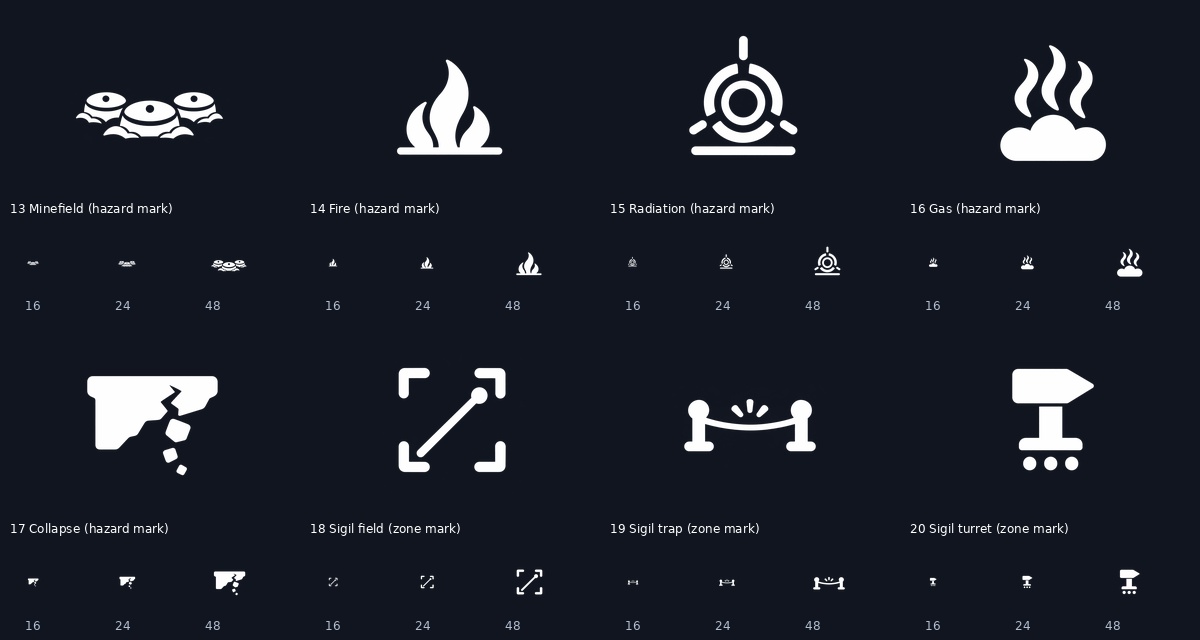 13 Minefield (hazard mark)
14 Fire (hazard mark)
15 Radiation (hazard mark)
16 Gas (hazard mark)
16 24 48 16 24 48 16 24 48 16 24 48
17 Collapse (hazard mark)
18 Sigil field (zone mark)
19 Sigil trap (zone mark)
20 Sigil turret (zone mark)
16 24 48 16 24 48 16 24 48 16 24 48